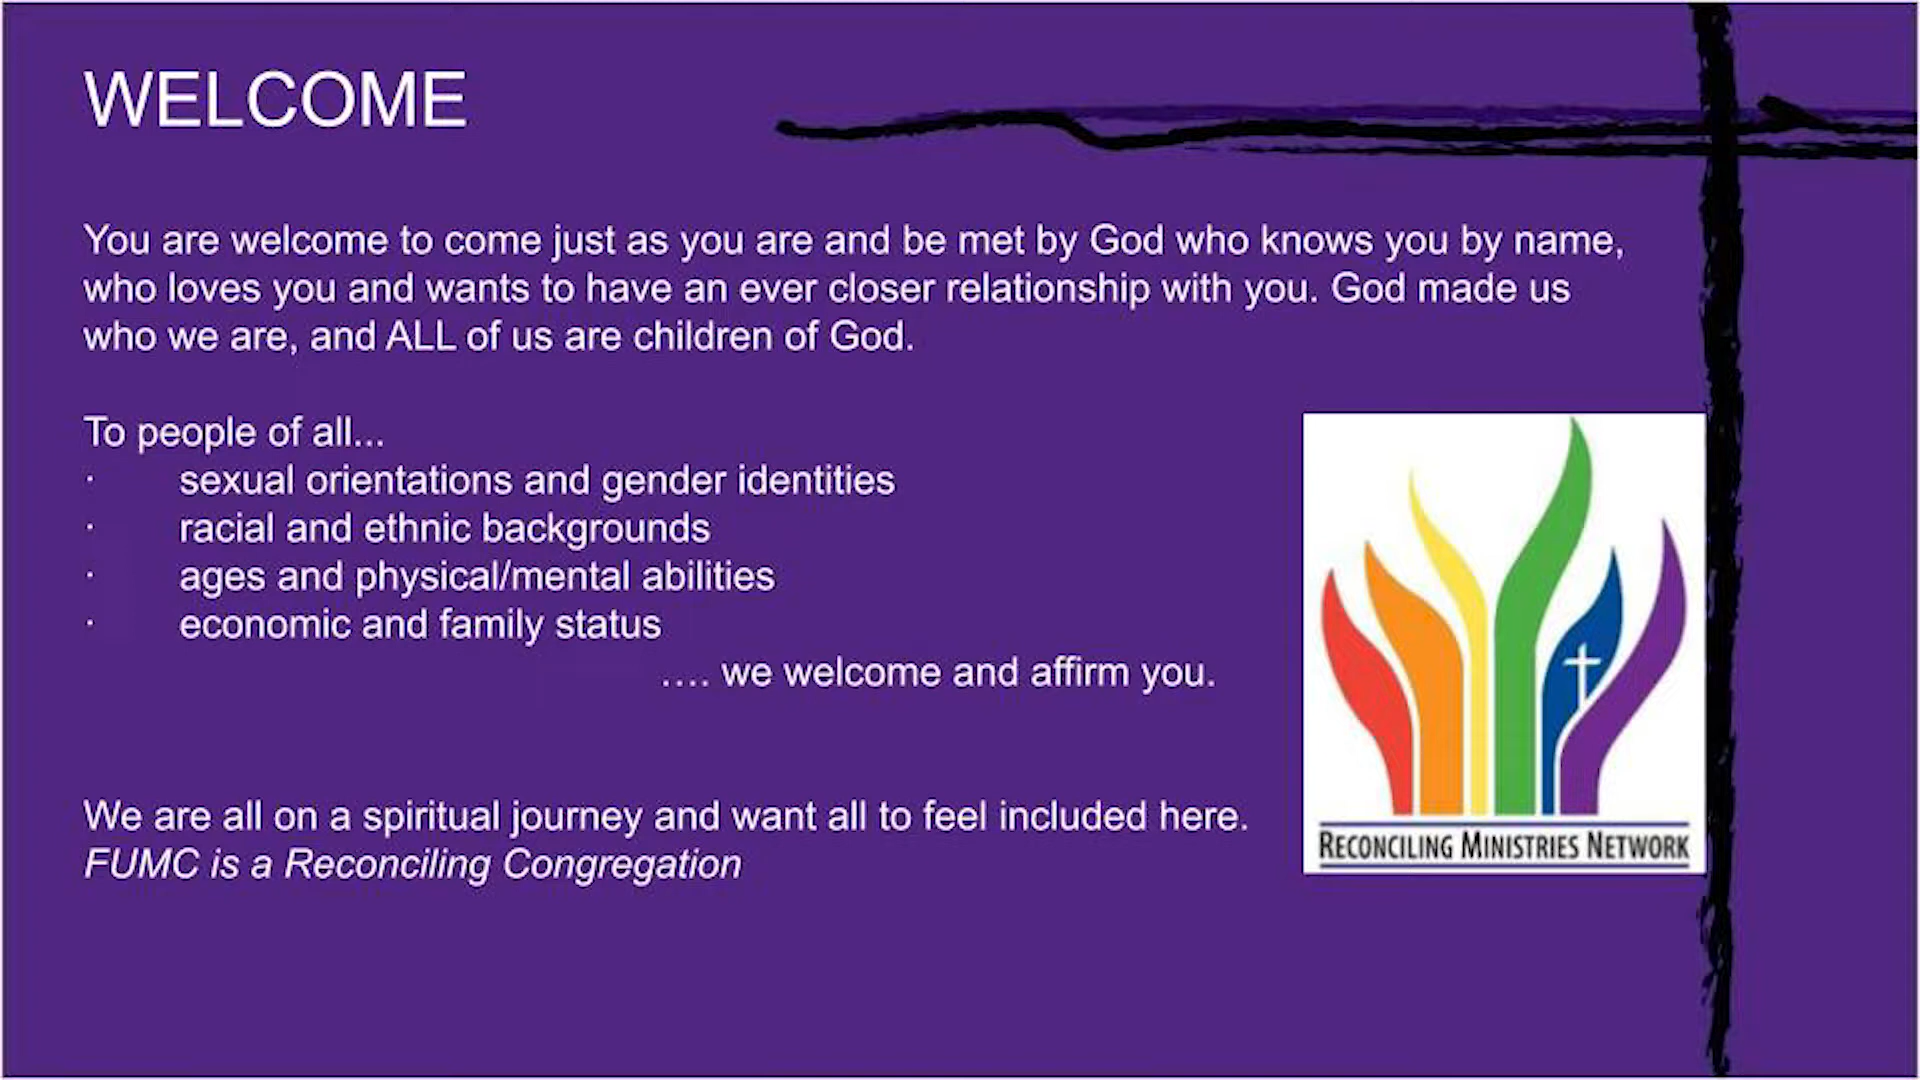 WELCOME
You are welcome to come just as you are and be met by God who knows you by name,
who loves you and wants to have an ever closer relationship with you. God made us
who we are, and ALL of us are children of God.
To people of all...
· sexual orientations and gender identities
· racial and ethnic backgrounds
· ages and physical/mental abilities
· economic and family status
…. we welcome and affirm you.
We are all on a spiritual journey and want all to feel included here.
FUMC is a Reconciling Congregation
RECONCILING MINISTRIES NETWORK